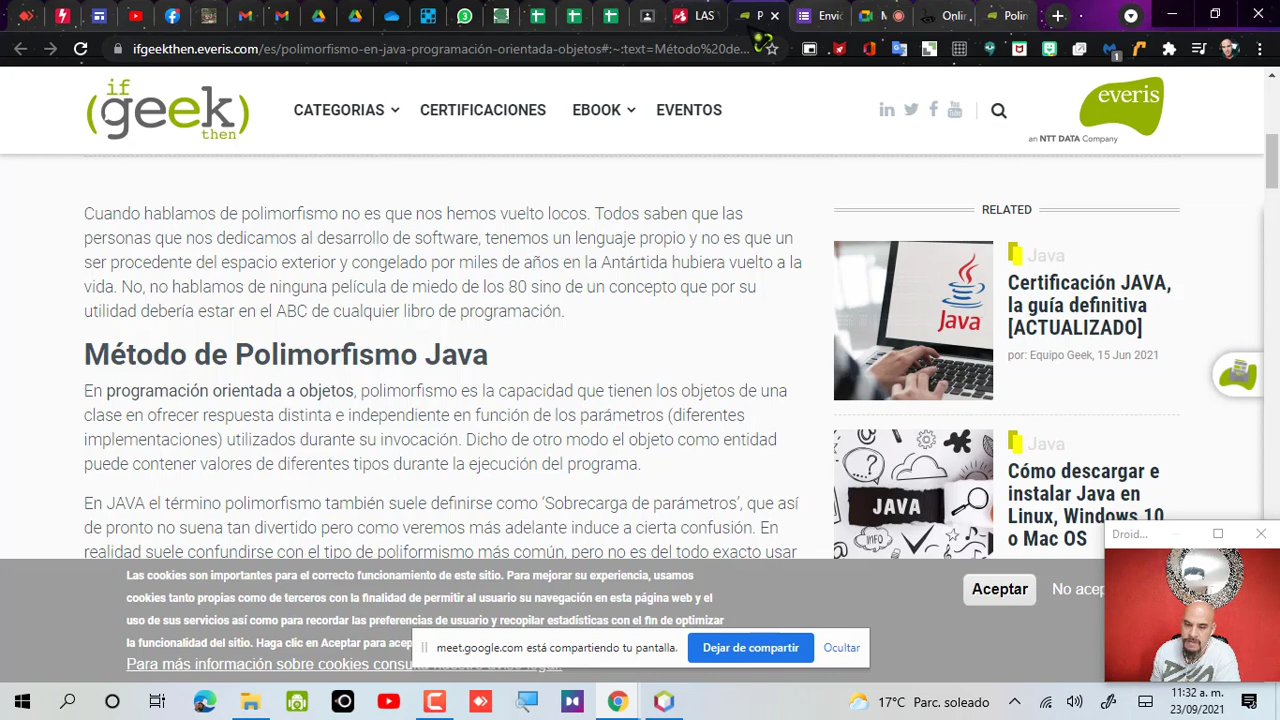 LAS
P
Envic
M
Onlir
Polin
ifgeekthen.everis.com/es/polimorfismo-en-java-programación-orientada-objetos#:~:text=Método%20de...
1
if
(geek)
then
CATEGORIAS
CERTIFICACIONES
EBOOK
EVENTOS
in
You Tube
everis
an NTT DATA Company
Cuando hablamos de polimorfismo no es que nos hemos vuelto locos. Todos saben que las
personas que nos dedicamos al desarrollo de software, tenemos un lenguaje propio y no es que un
ser procedente del espacio exterior y congelado por miles de años en la Antártida hubiera vuelto a la
vida. No, no hablamos de ninguna película de miedo de los 80 sino de un concepto que por su
utilidad debería estar en el ABC de cualquier libro de programación.
Método de Polimorfismo Java
En programación orientada a objetos, polimorfismo es la capacidad que tienen los objetos de una
clase en ofrecer respuesta distinta e independiente en función de los parámetros (diferentes
implementaciones) utilizados durante su invocación. Dicho de otro modo el objeto como entidad
puede contener valores de diferentes tipos durante la ejecución del programa.
En JAVA el término polimorfismo también suele definirse como ‘Sobrecarga de parámetros’, que así
de pronto no suena tan divertido pero como veremos más adelante induce a cierta confusión. En
realidad suele confundirse con el tipo de poliformismo más común, pero no es del todo exacto usar
RELATED
Java
Certificación JAVA,
la guía definitiva
[ACTUALIZADO]
por: Equipo Geek, 15 Jun 2021
Java
Java
Cómo descargar e
instalar Java en
Linux, Windows 10
o Mac OS
JAVA
Droid...
Las cookies son importantes para el correcto funcionamiento de este sitio. Para mejorar su experiencia, usamos
cookies tanto propias como de terceros con la finalidad de permitir al usuario su navegación en esta página web y el
uso de sus servicios así como para recordar las preferencias de usuario y recopilar estadísticas con el fin de optimizar
la funcionalidad del sitio. Haga clic en Aceptar para acep
Para más información sobre cookies consu
Aceptar
No acep
meet.google.com está compartiendo tu pantalla.
Dejar de compartir
Ocultar
17°C Parc. soleado
11:32 a. m.
23/09/2021